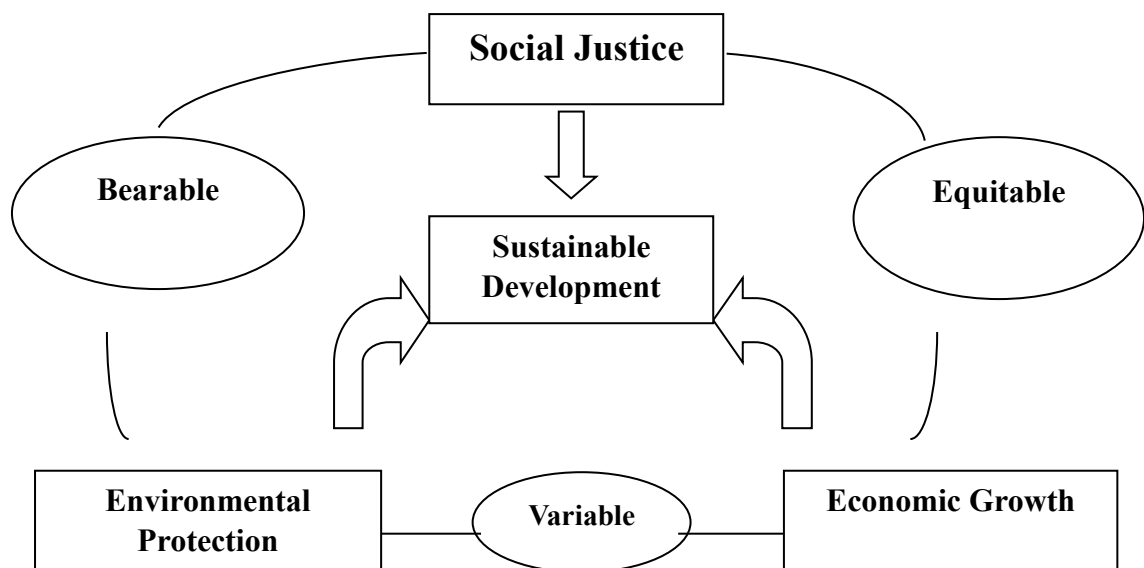 Social Justice
Bearable
Equitable
Sustainable
Development
Environmental
Protection
Variable
Economic Growth